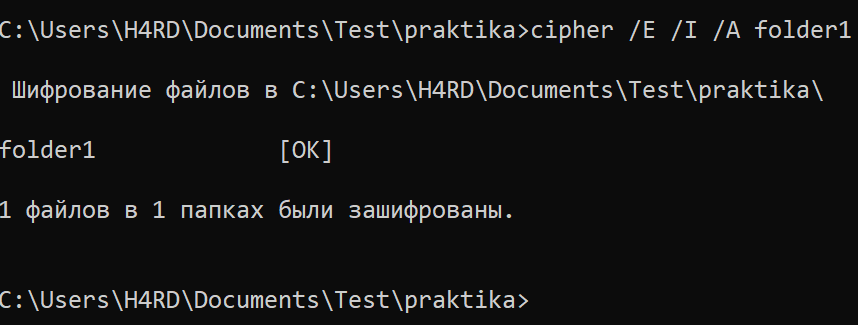 C:\Users\H4RD\Documents\Test\praktika>cipher /E /I /A folder1
Шифрование файлов в C:\Users\H4RD\Documents\Test\praktika\
folder1 [OK]
1 файлов в 1 папках были зашифрованы.
C:\Users\H4RD\Documents\Test\praktika>